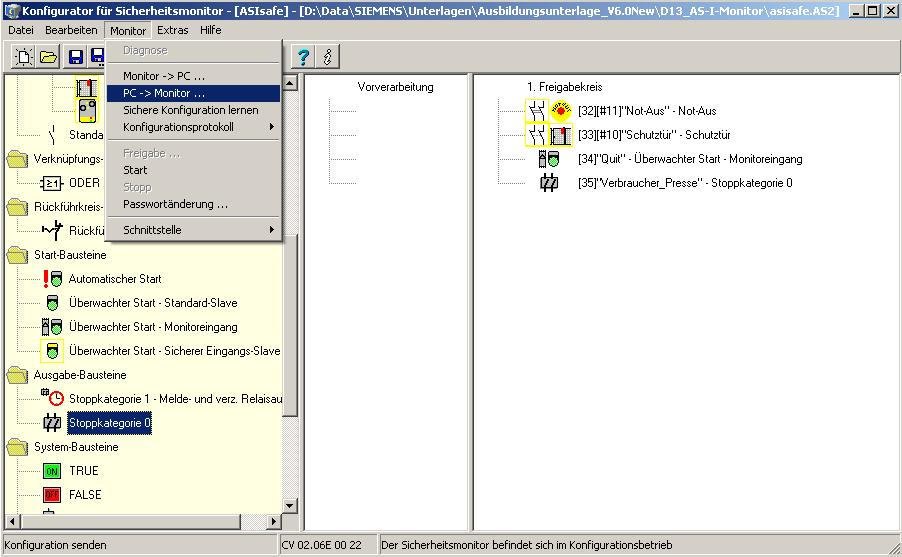 Konfigurator für Sicherheitsmonitor - [ASIsafe] - [D:\Data\SIEMENS\Unterlagen\Ausbildungsunterlage_V6.0New\D13_AS-I-Monitor\asisafe.AS2]
Datei Bearbeiten Monitor Extras Hilfe
Diagnose
Monitor -> PC ...
PC -> Monitor ...
Sichere Konfiguration lernen
Konfigurationsprotokoll
Freigabe ...
Start
Stopp
Passwortänderung ...
Schnittstelle
Standa
Verknüpfungs-
≥1 ODER
Rückführkreis-
Rückfü
Start-Bausteine
Automatischer Start
Überwachter Start - Standard-Slave
Überwachter Start - Monitoreingang
Überwachter Start - Sicherer Eingangs-Slave
Ausgabe-Bausteine
Stoppkategorie 1 - Melde- und verz. Relaisau
Stoppkategorie 0
System-Bausteine
ON TRUE
OFF FALSE
Vorverarbeitung
1. Freigabekreis
[32][#11]"Not-Aus" - Not-Aus
[33][#10]"Schutztür" - Schutztür
[34]"Quit" - Überwachter Start - Monitoreingang
[35]"Verbraucher_Presse" - Stoppkategorie 0
Konfiguration senden
CV 02.06E 00 22
Der Sicherheitsmonitor befindet sich im Konfigurationsbetrieb